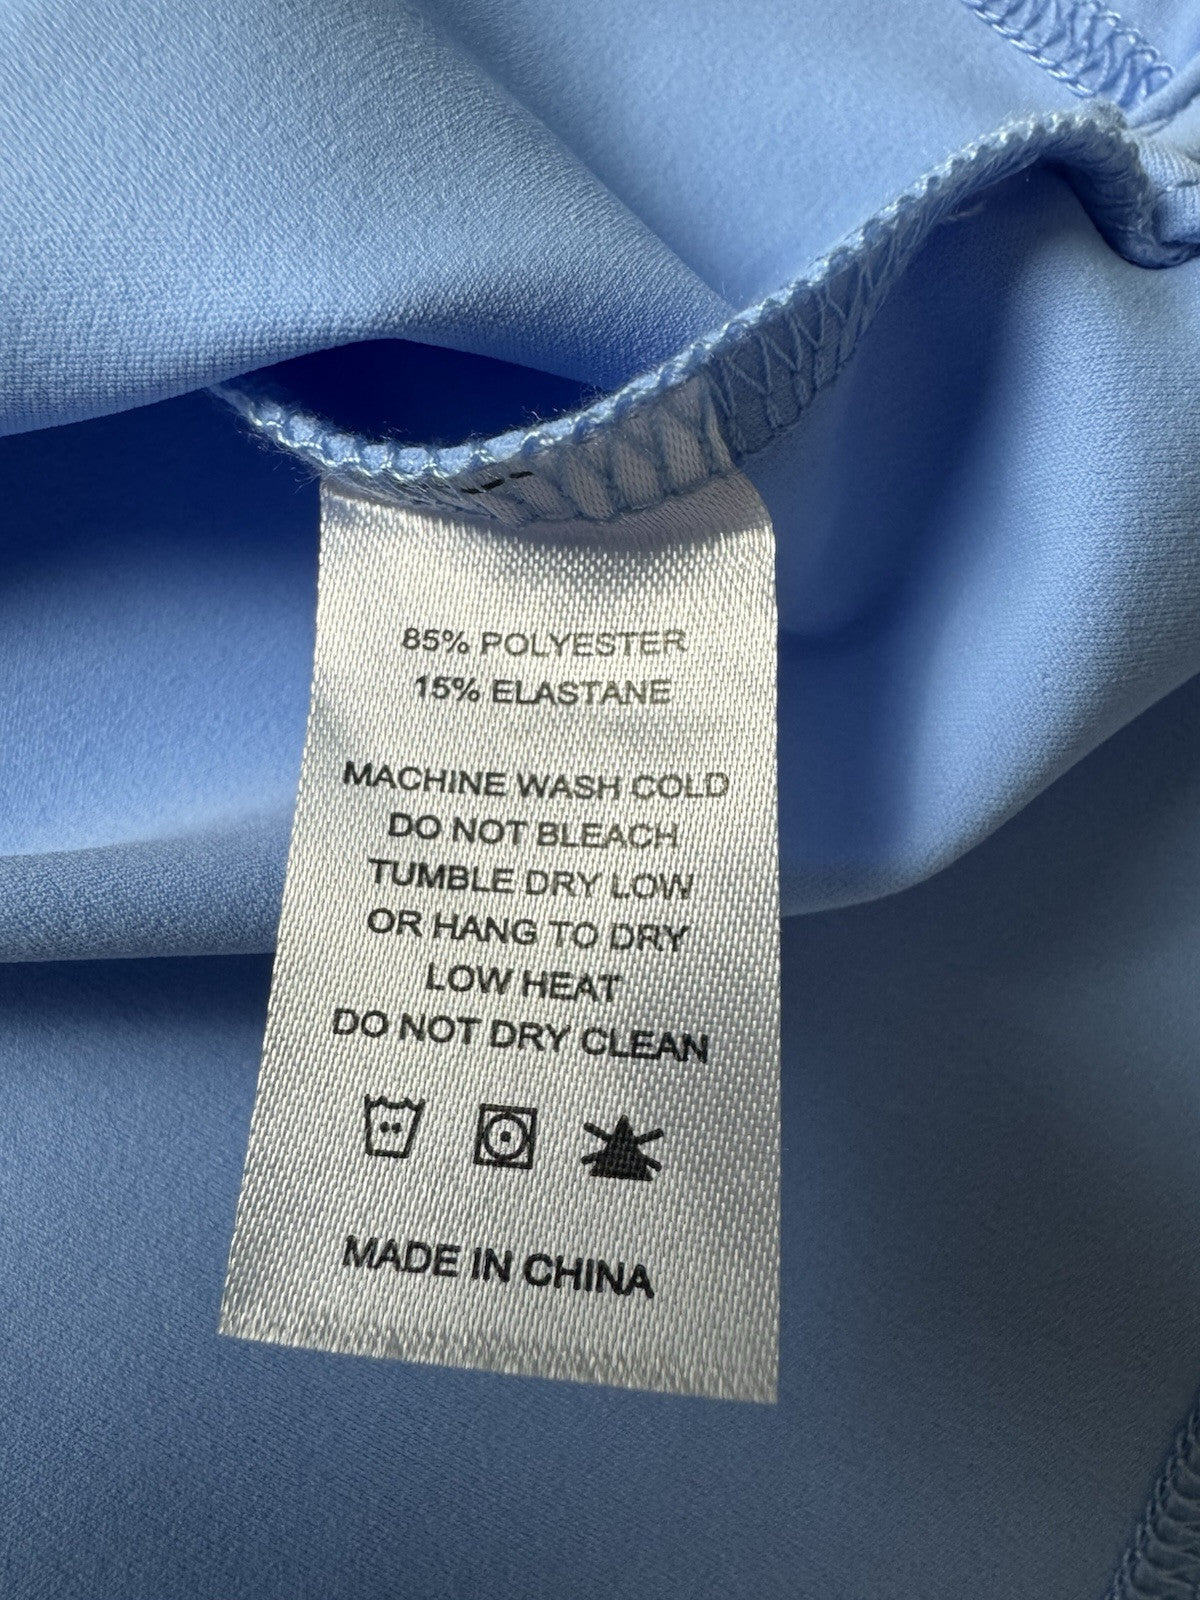 85% POLYESTER
15% ELASTANE
MACHINE WASH COLD
DO NOT BLEACH
TUMBLE DRY LOW
OR HANG TO DRY
LOW HEAT
DO NOT DRY CLEAN
MADE IN CHINA